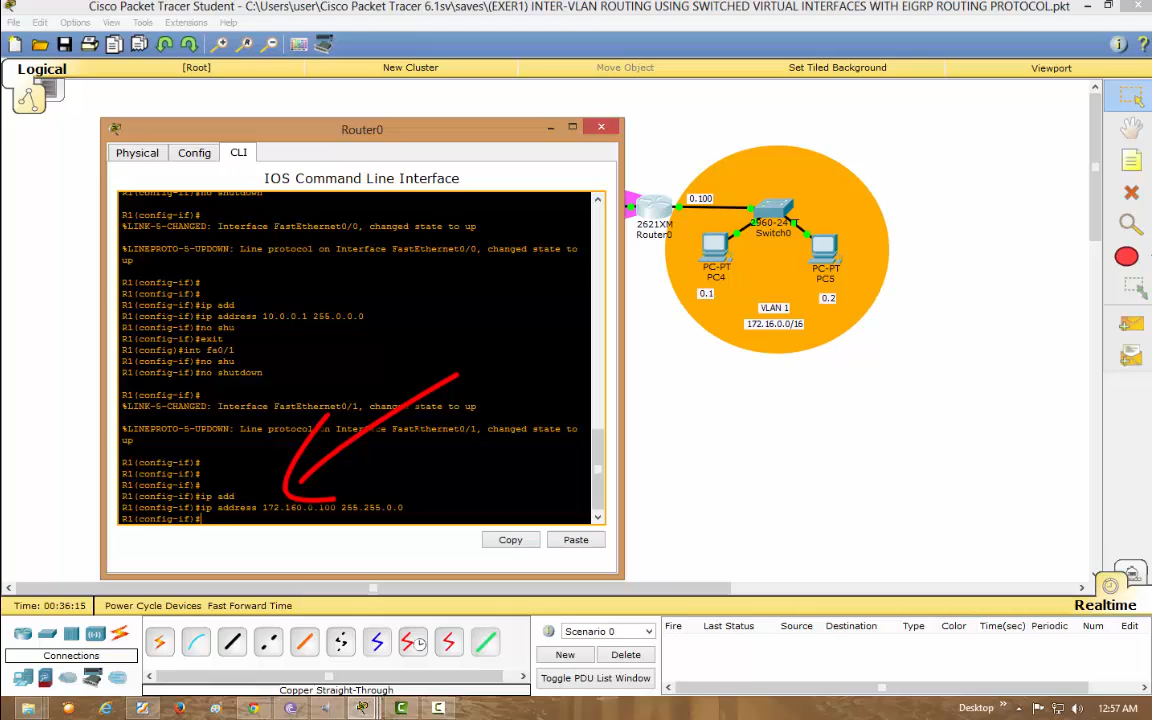 Cisco Packet Tracer Student - C:\Users\user\Cisco Packet Tracer 6.1sv\saves\(EXER1) INTER-VLAN ROUTING USING SWITCHED VIRTUAL INTERFACES WITH EIGRP ROUTING PROTOCOL.pkt
File Edit Options View Tools Extensions Help
Logical [Root] New Cluster Move Object Set Tiled Background Viewport
Router0
Physical Config CLI
IOS Command Line Interface
R1(config-if)#no shutdown
R1(config-if)#
%LINK-5-CHANGED: Interface FastEthernet0/0, changed state to up
%LINEPROTO-5-UPDOWN: Line protocol on Interface FastEthernet0/0, changed state to
up
R1(config-if)#
R1(config-if)#
R1(config-if)#ip add
R1(config-if)#ip address 10.0.0.1 255.0.0.0
R1(config-if)#no shu
R1(config-if)#exit
R1(config)#int fa0/1
R1(config-if)#no shu
R1(config-if)#no shutdown
R1(config-if)#
%LINK-5-CHANGED: Interface FastEthernet0/1, changed state to up
%LINEPROTO-5-UPDOWN: Line protocol on Interface FastEthernet0/1, changed state to
up
R1(config-if)#
R1(config-if)#
R1(config-if)#
R1(config-if)#ip add
R1(config-if)#ip address 172.160.0.100 255.255.0.0
R1(config-if)#
Copy Paste
0.100
2621XM
Router0
2960-24TT
Switch0
PC-PT
PC4
PC-PT
PC5
0.1
0.2
VLAN 1
172.16.0.0/16
Time: 00:36:15 Power Cycle Devices Fast Forward Time
Realtime
Connections
Copper Straight-Through
Scenario 0
New Delete
Toggle PDU List Window
Fire Last Status Source Destination Type Color Time(sec) Periodic Num Edit
Desktop 12:57 AM